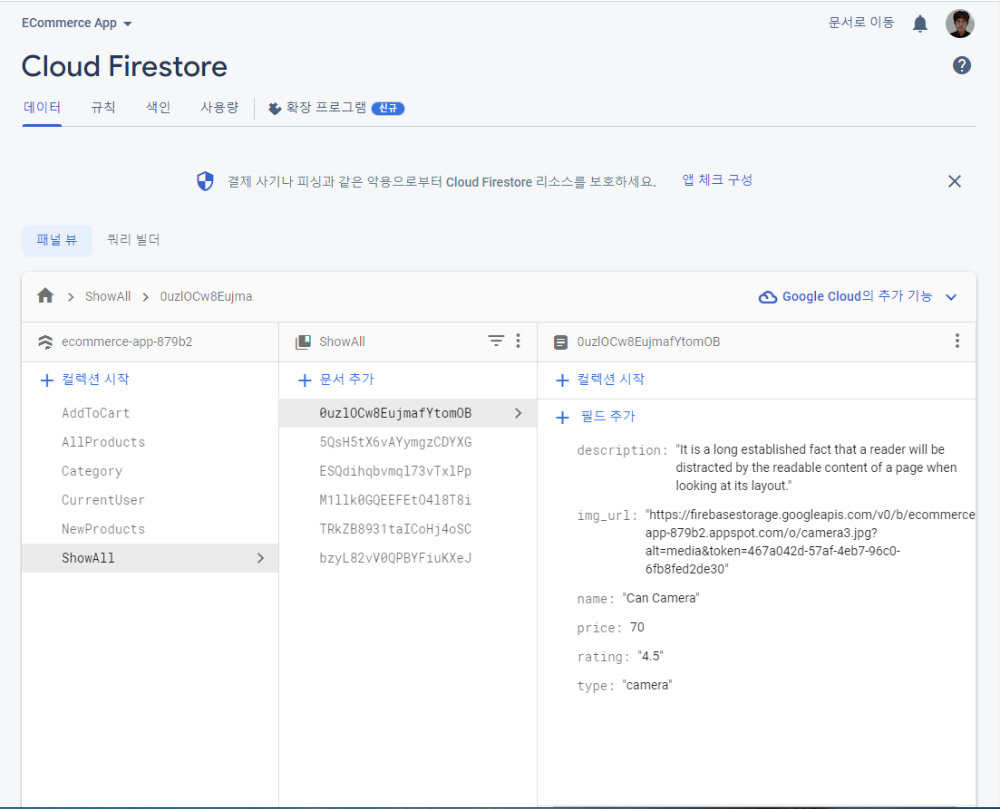 ECommerce App
문서로 이동
Cloud Firestore
데이터
규칙
색인
사용량
확장 프로그램
신규
결제 사기나 피싱과 같은 악용으로부터 Cloud Firestore 리소스를 보호하세요.
앱 체크 구성
패널 뷰
쿼리 빌더
ShowAll
0uzlOCw8Eujma
Google Cloud의 추가 기능
ecommerce-app-879b2
ShowAll
0uzlOCw8EujmafYtomOB
컬렉션 시작
문서 추가
컬렉션 시작
AddToCart
AllProducts
Category
CurrentUser
NewProducts
ShowAll
0uzlOCw8EujmafYtomOB
5QsH5tX6vAYymgzCDYXG
ESQdihqbvmql73vTxlPp
M1llk0GQEEFEtO4l8T8i
TRkZB8931taICoHj4oSC
bzyL82vV0QPBYFiuKXeJ
필드 추가
description: "It is a long established fact that a reader will be
distracted by the readable content of a page when
looking at its layout."
img_url: "https://firebasestorage.googleapis.com/v0/b/ecommerce
app-879b2.appspot.com/o/camera3.jpg?
alt=media&token=467a042d-57af-4eb7-96c0-
6fb8fed2de30"
name: "Can Camera"
price: 70
rating: "4.5"
type: "camera"